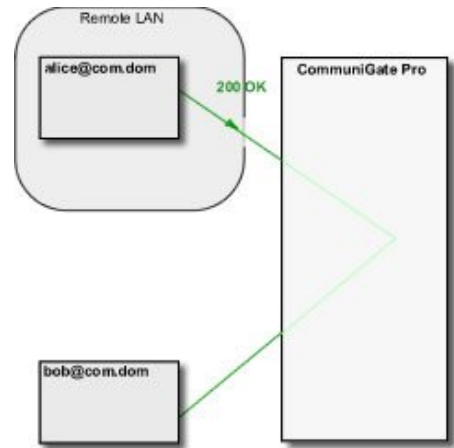 Remote LAN
alice@com.dom
200 OK
CommuniGate Pro
bob@com.dom